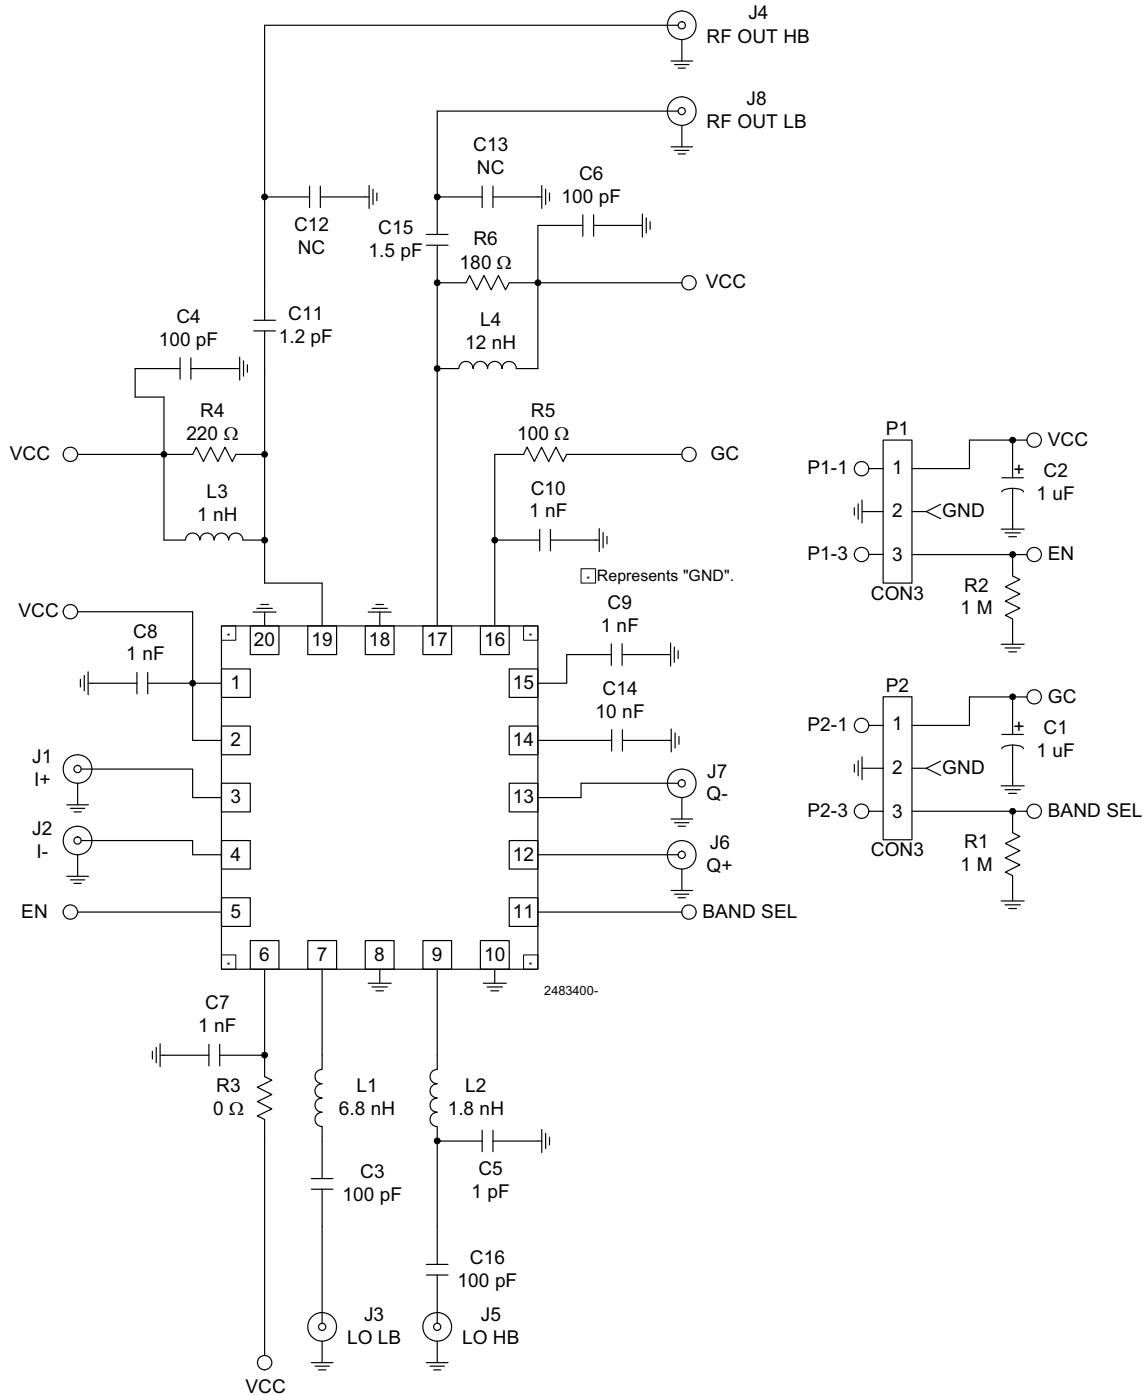 J4
RF OUT HB
J8
RF OUT LB
C13
NC
C6
100 pF
C12
NC
C15
1.5 pF
R6
180 Ω
VCC
C4
100 pF
C11
1.2 pF
L4
12 nH
R4
220 Ω
VCC
R5
100 Ω
GC
L3
1 nH
C10
1 nF
P1
VCC
P1-1
1
C2
1 uF
+
2
GND
P1-3
3
EN
CON3
R2
1 M
Represents "GND".
VCC
C8
1 nF
20
19
18
17
16
C9
1 nF
1
15
C14
10 nF
2
14
J1
I+
3
13
J7
Q-
J2
I-
4
12
J6
Q+
EN
5
11
BAND SEL
6
7
8
9
10
2483400-
P2
GC
P2-1
1
C1
1 uF
+
2
GND
P2-3
3
BAND SEL
CON3
R1
1 M
C7
1 nF
R3
0 Ω
L1
6.8 nH
L2
1.8 nH
C3
100 pF
C5
1 pF
C16
100 pF
J3
LO LB
J5
LO HB
VCC